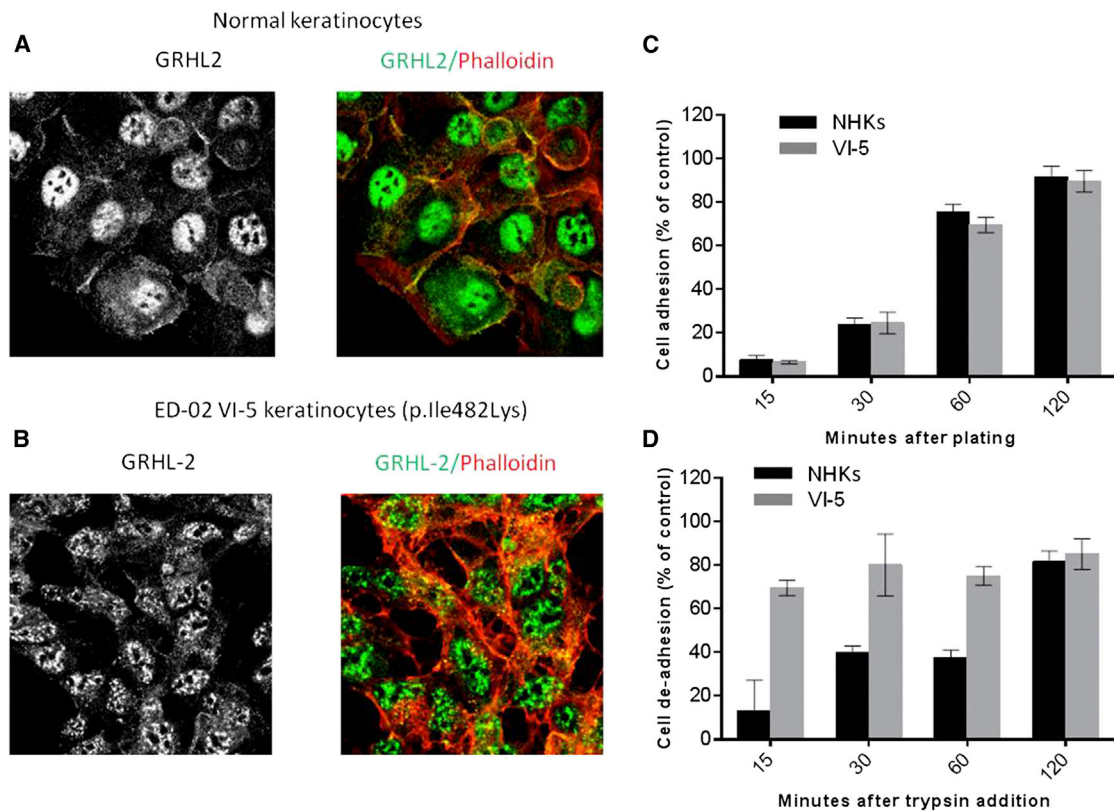 Normal keratinocytes
A
GRHL2
GRHL2/Phalloidin
ED-02 VI-5 keratinocytes (p.Ile482Lys)
B
GRHL-2
GRHL-2/Phalloidin
C
120
100
80
60
40
20
0
Cell adhesion (% of control)
NHKs
VI-5
15
30
60
120
Minutes after plating
D
120
100
80
60
40
20
0
Cell de-adhesion (% of control)
NHKs
VI-5
15
30
60
120
Minutes after trypsin addition